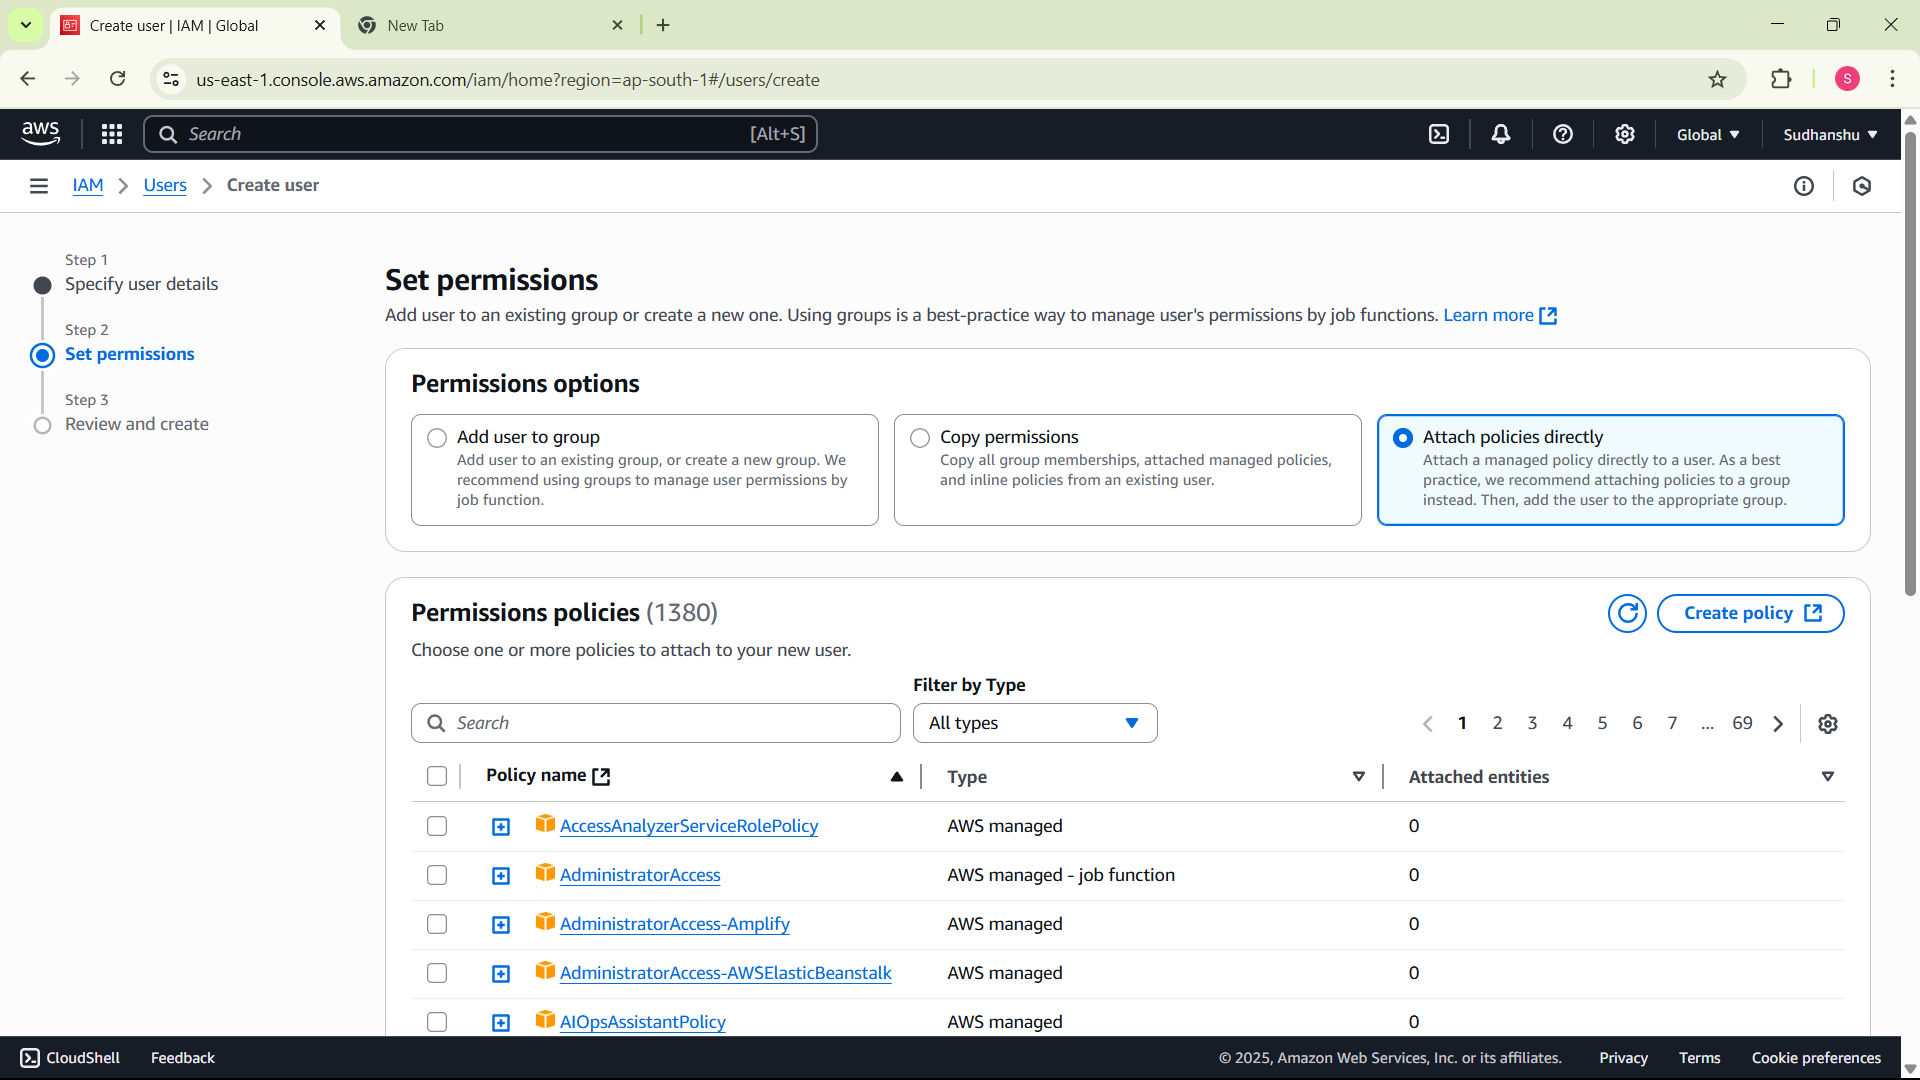 Create user | IAM | Global
New Tab
us-east-1.console.aws.amazon.com/iam/home?region=ap-south-1#/users/create
S
aws
Search
[Alt+S]
Global
Sudhanshu
IAM
Users
Create user
Step 1
Specify user details
Step 2
Set permissions
Step 3
Review and create
Set permissions
Add user to an existing group or create a new one. Using groups is a best-practice way to manage user's permissions by job functions. Learn more
Permissions options
Add user to group
Add user to an existing group, or create a new group. We
recommend using groups to manage user permissions by
job function.
Copy permissions
Copy all group memberships, attached managed policies,
and inline policies from an existing user.
Attach policies directly
Attach a managed policy directly to a user. As a best
practice, we recommend attaching policies to a group
instead. Then, add the user to the appropriate group.
Permissions policies (1380)
Create policy
Choose one or more policies to attach to your new user.
Filter by Type
Search
All types
1 2 3 4 5 6 7 ... 69
Policy name Type Attached entities
AccessAnalyzerServiceRolePolicy AWS managed 0
AdministratorAccess AWS managed - job function 0
AdministratorAccess-Amplify AWS managed 0
AdministratorAccess-AWSElasticBeanstalk AWS managed 0
AIOpsAssistantPolicy AWS managed 0
CloudShell Feedback © 2025, Amazon Web Services, Inc. or its affiliates. Privacy Terms Cookie preferences